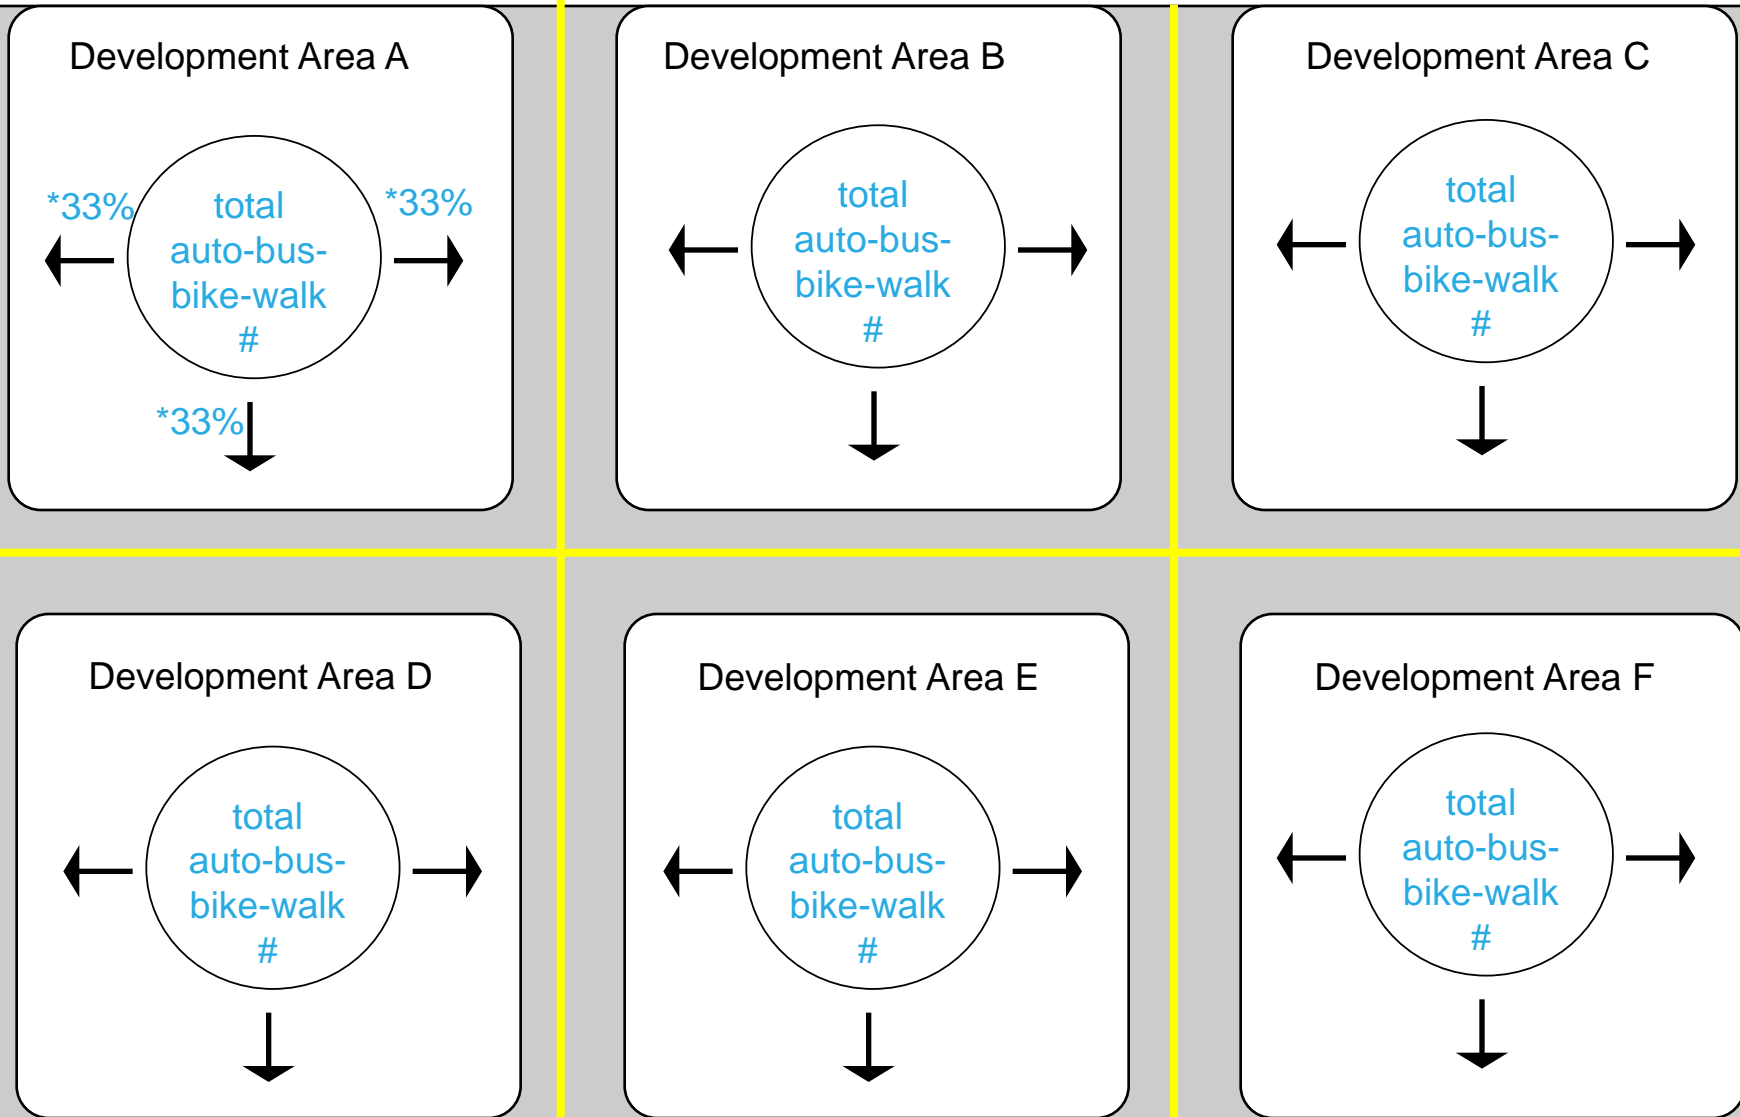 Development Area A
*33%
*33%
total
auto-bus-
bike-walk
#
*33%
Development Area B
total
auto-bus-
bike-walk
#
Development Area C
total
auto-bus-
bike-walk
#
Development Area D
total
auto-bus-
bike-walk
#
Development Area E
total
auto-bus-
bike-walk
#
Development Area F
total
auto-bus-
bike-walk
#